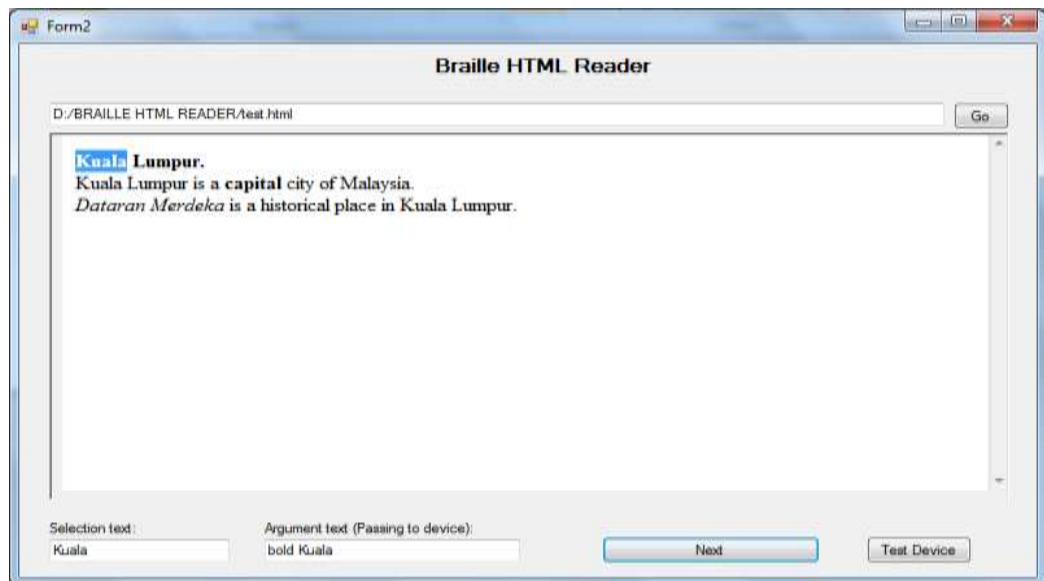 Form2
Braille HTML Reader
D:/BRAILLE HTML READER/test.html
Go
Kuala Lumpur.
Kuala Lumpur is a capital city of Malaysia.
Dataran Merdeka is a historical place in Kuala Lumpur.
Selection text:
Argument text (Passing to device):
Kuala
bold Kuala
Next
Test Device